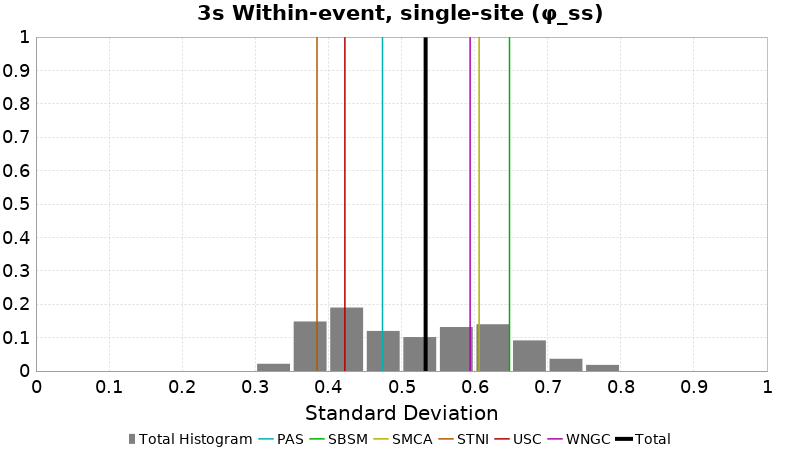 3s Within-event, single-site (φ_ss)
1
0.9
0.8
0.7
0.6
0.5
0.4
0.3
0.2
0.1
0
0 0.1 0.2 0.3 0.4 0.5 0.6 0.7 0.8 0.9 1
Standard Deviation
Total Histogram PAS SBSM SMCA STNI USC WNGC Total